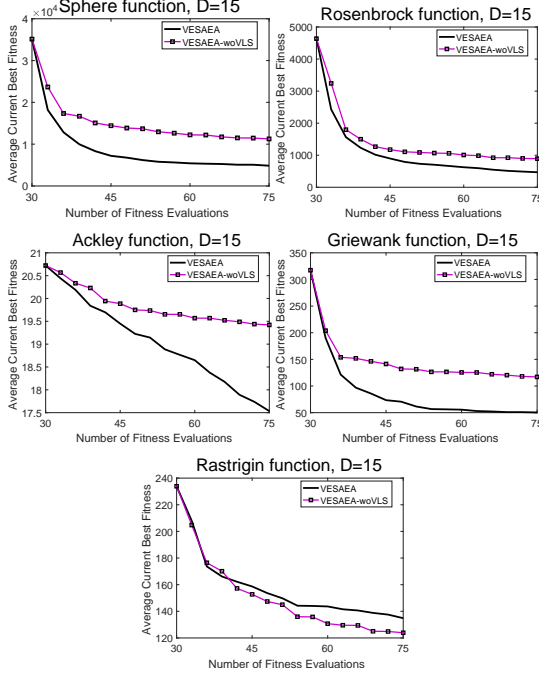 Sphere function, D=15
×10⁴
Average Current Best Fitness
4
3
2
1
0
30
45
60
75
Number of Fitness Evaluations
VESAEA
VESAEA-woVLS
Rosenbrock function, D=15
Average Current Best Fitness
5000
4000
3000
2000
1000
0
30
45
60
75
Number of Fitness Evaluations
VESAEA
VESAEA-woVLS
Ackley function, D=15
Average Current Best Fitness
21
20.5
20
19.5
19
18.5
18
17.5
30
45
60
75
Number of Fitness Evaluations
VESAEA
VESAEA-woVLS
Griewank function, D=15
Average Current Best Fitness
350
300
250
200
150
100
50
30
45
60
75
Number of Fitness Evaluations
VESAEA
VESAEA-woVLS
Rastrigin function, D=15
Average Current Best Fitness
240
220
200
180
160
140
120
30
45
60
75
Number of Fitness Evaluations
VESAEA
VESAEA-woVLS